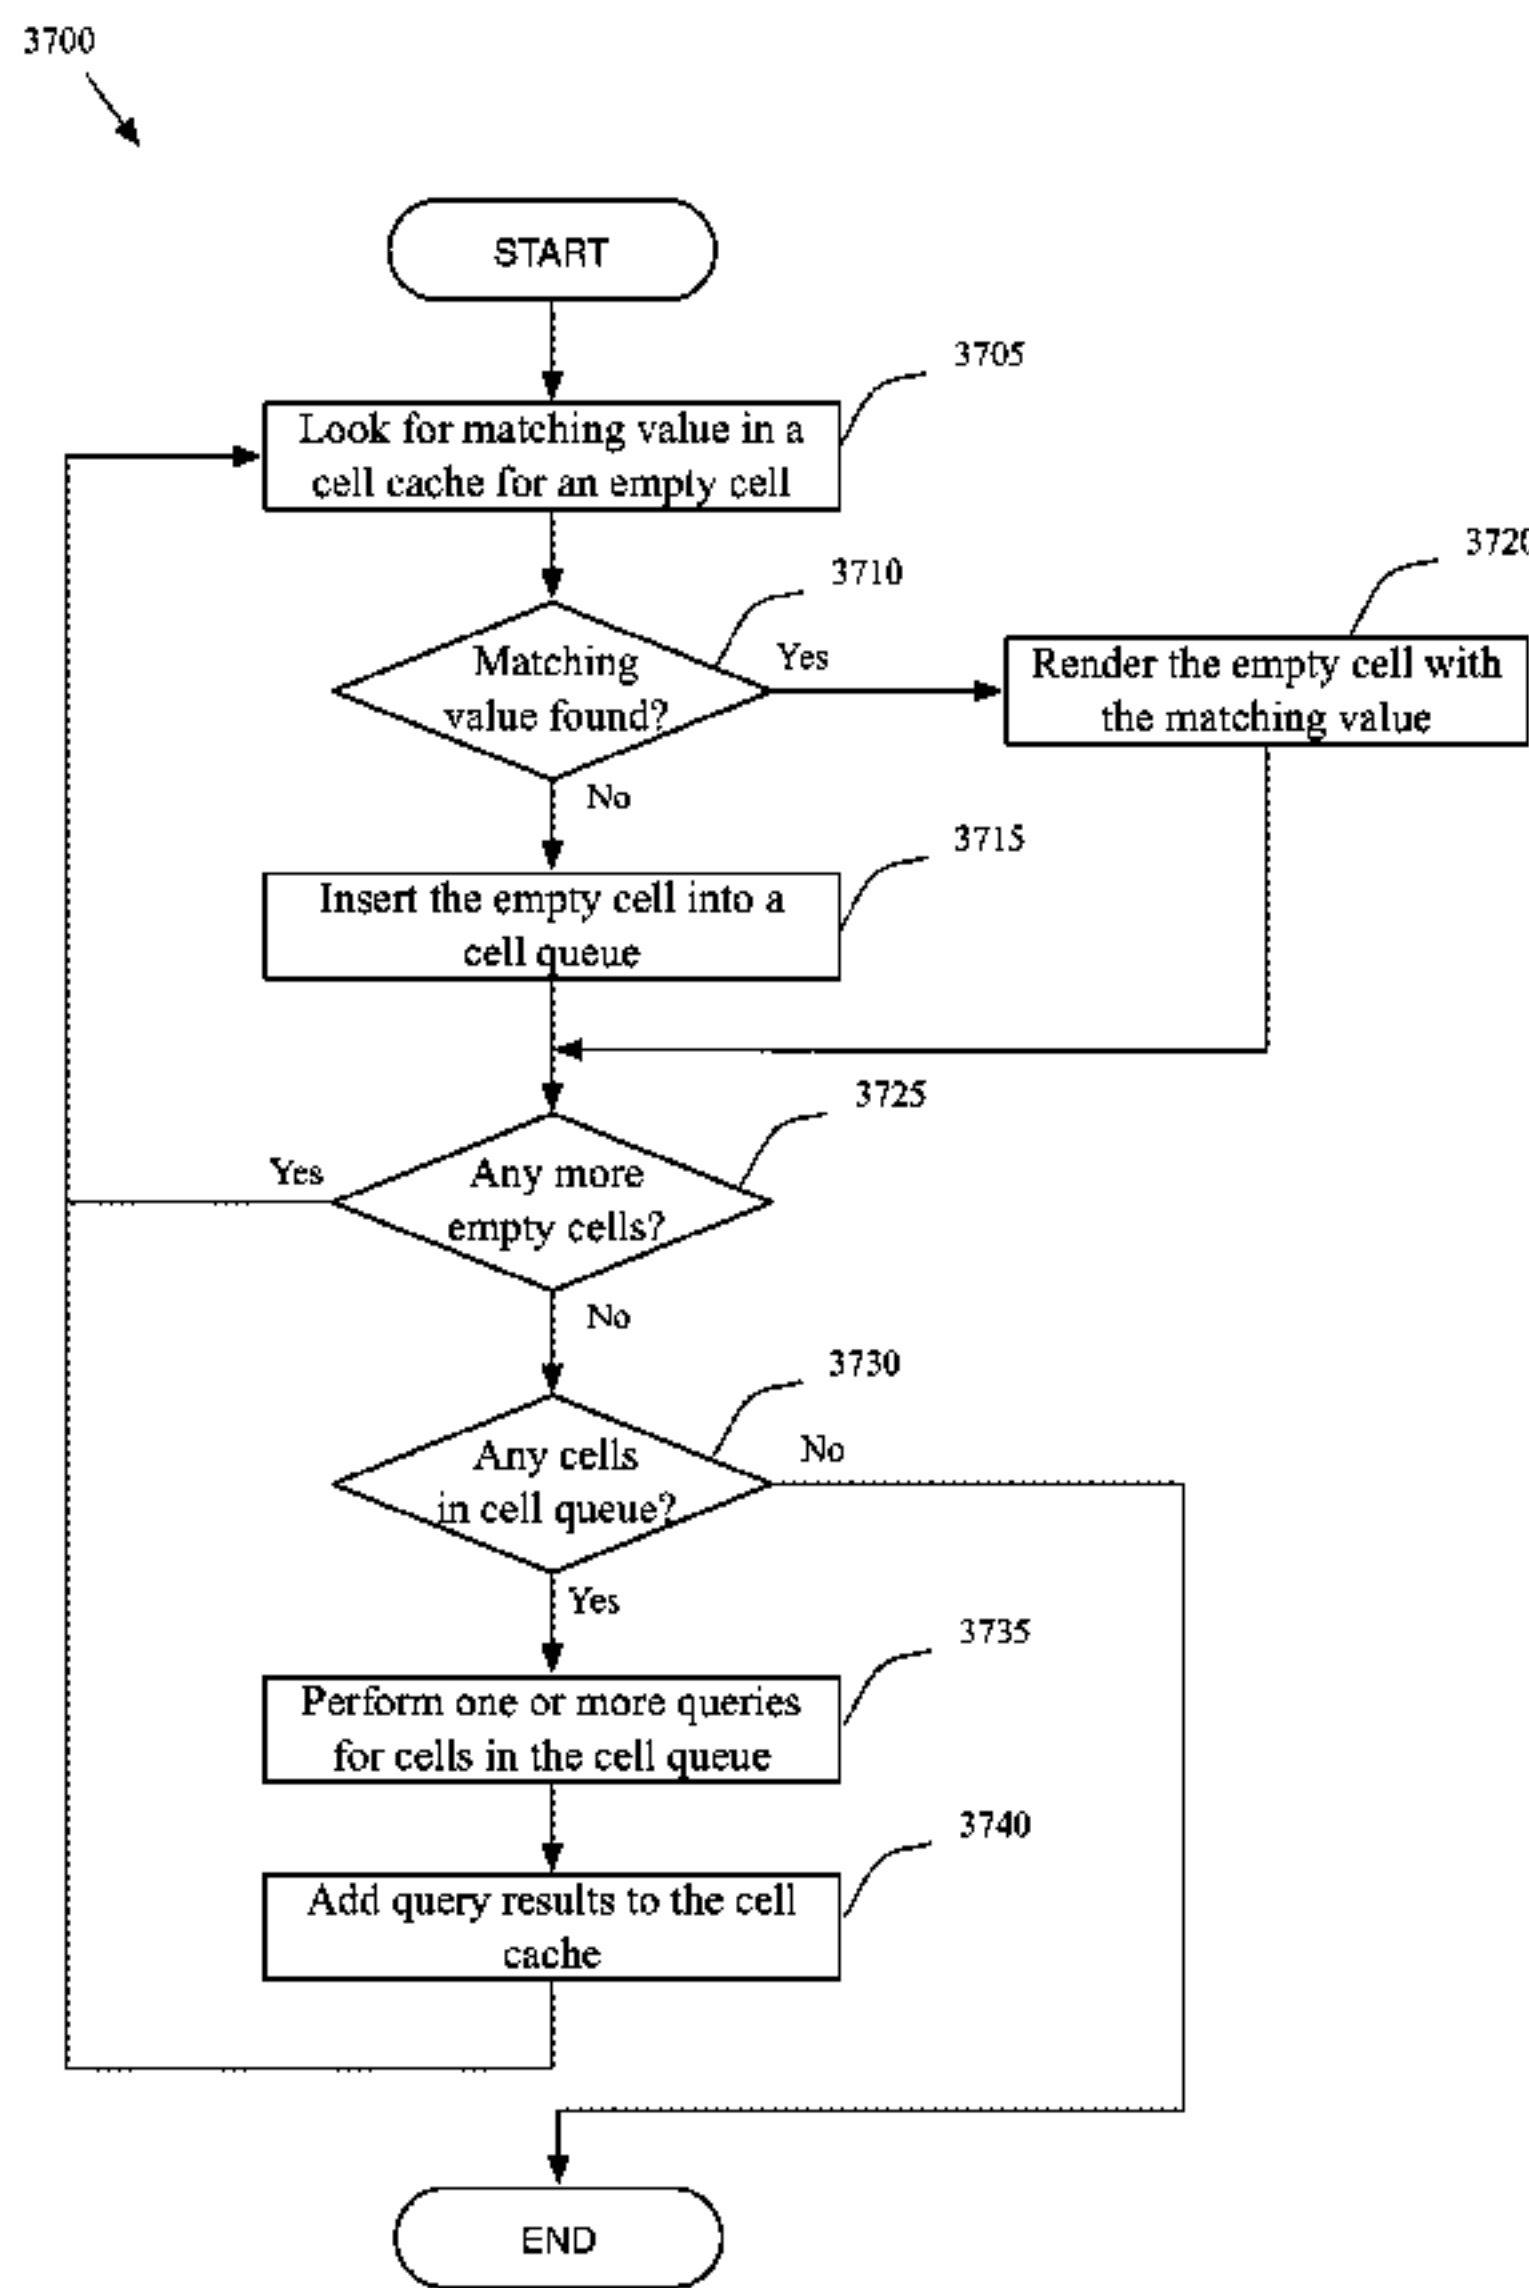 3700
START
3705
Look for matching value in a
cell cache for an empty cell
3710
3720
Matching
value found?
Yes
Render the empty cell with
the matching value
No
3715
Insert the empty cell into a
cell queue
3725
Yes
Any more
empty cells?
No
3730
Any cells
in cell queue?
No
Yes
3735
Perform one or more queries
for cells in the cell queue
3740
Add query results to the cell
cache
END